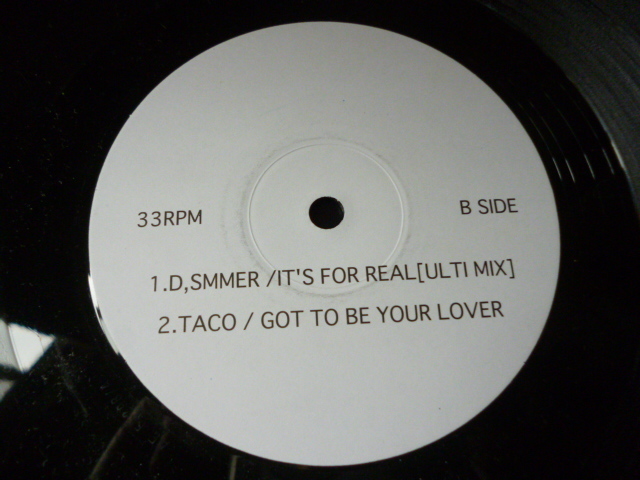 33RPM
B SIDE
1.D,SMMER /IT'S FOR REAL[ULTI MIX]
2.TACO / GOT TO BE YOUR LOVER